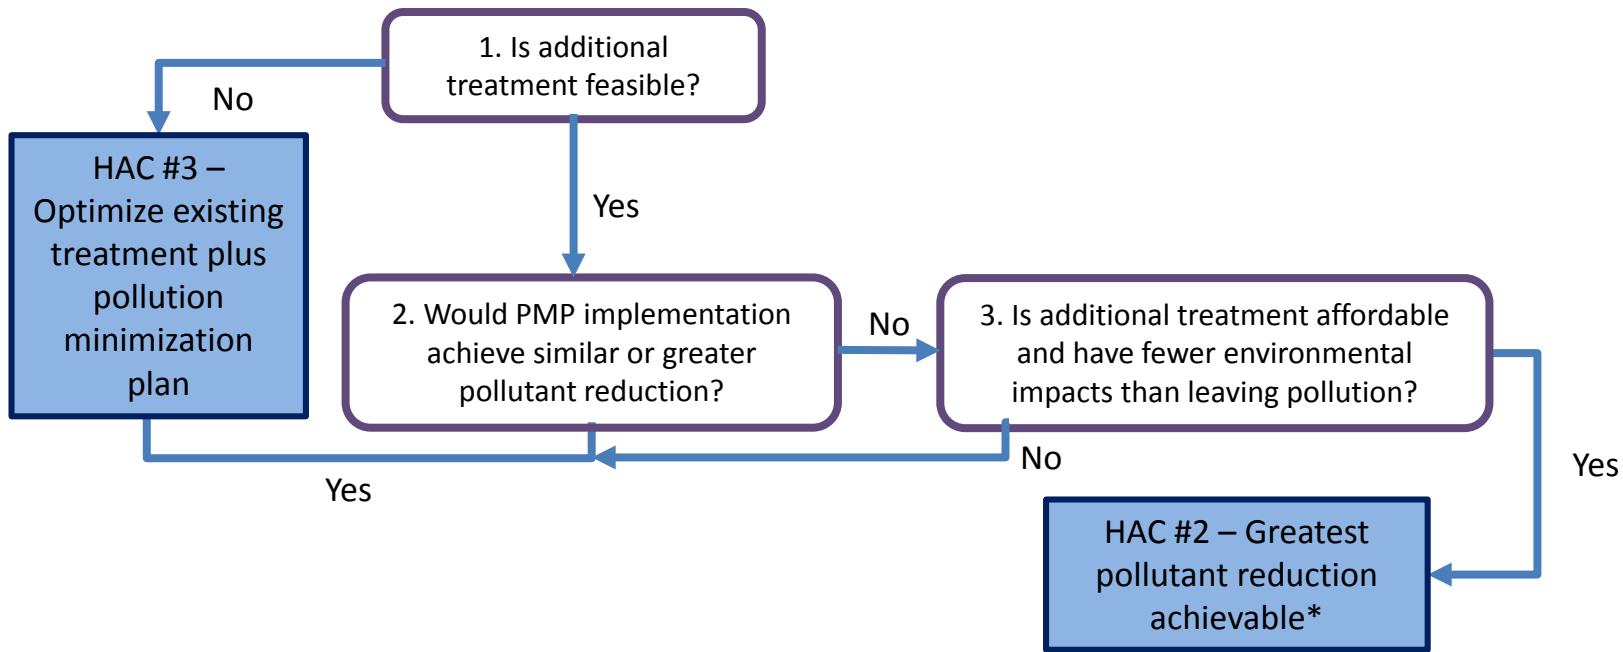 1. Is additional
treatment feasible?
No
HAC #3 –
Optimize existing
treatment plus
pollution
minimization
plan
Yes
2. Would PMP implementation
achieve similar or greater
pollutant reduction?
No
3. Is additional treatment affordable
and have fewer environmental
impacts than leaving pollution?
Yes
No
Yes
HAC #2 – Greatest
pollutant reduction
achievable*